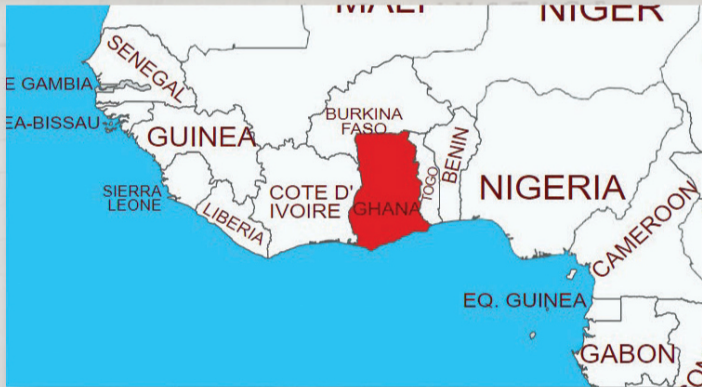 MALI
NIGER
SENEGAL
E GAMBIA
EA-BISSAU
GUINEA
BURKINA
FASO
BENIN
TOGO
NIGERIA
SIERRA
LEONE
LIBERIA
COTE D'
IVOIRE
GHANA
CAMEROON
EQ. GUINEA
GABON